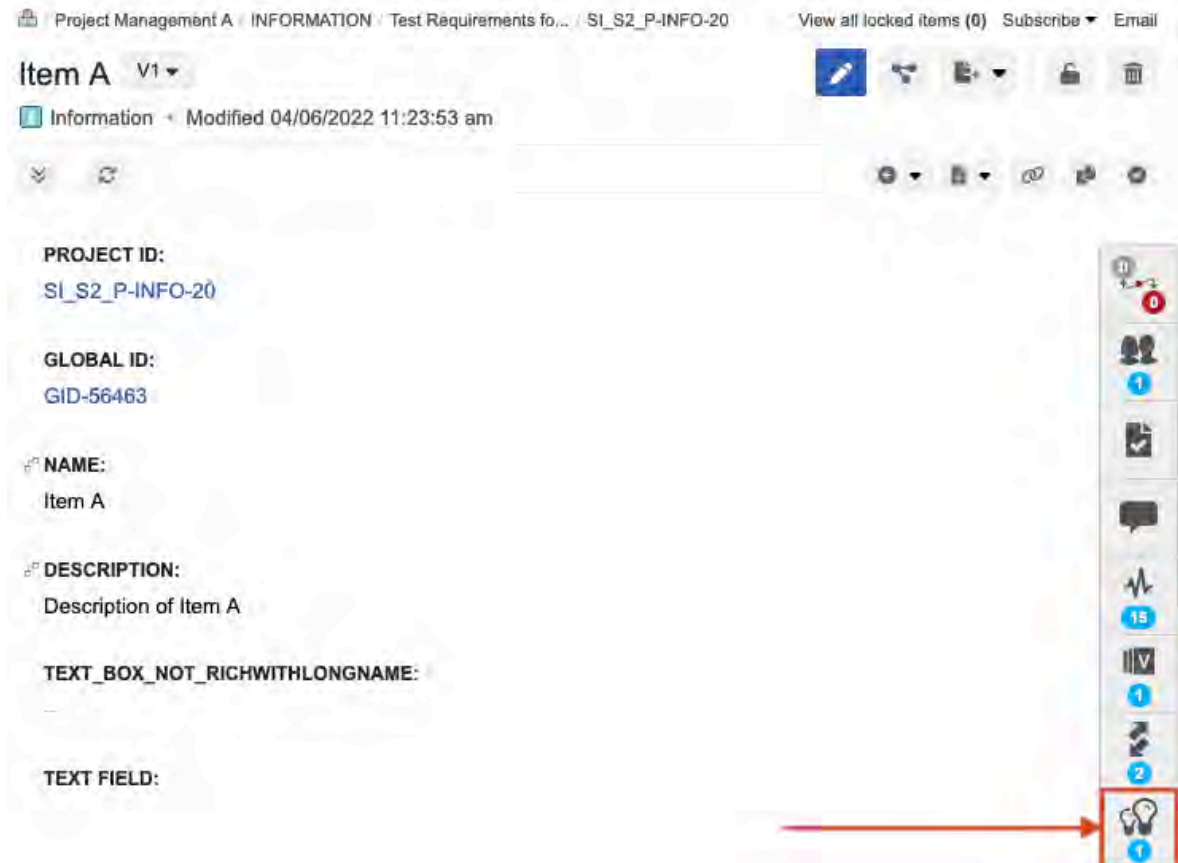 Project Management A / INFORMATION / Test Requirements fo... / SI_S2_P-INFO-20 View all locked items (0) Subscribe Email
Item A V1
Information • Modified 04/06/2022 11:23:53 am
PROJECT ID:
SI_S2_P-INFO-20
0
0
GLOBAL ID:
GID-56463
1
NAME:
Item A
DESCRIPTION:
Description of Item A
15
TEXT_BOX_NOT_RICHWITHLONGNAME:
...
V
1
TEXT FIELD:
2
1